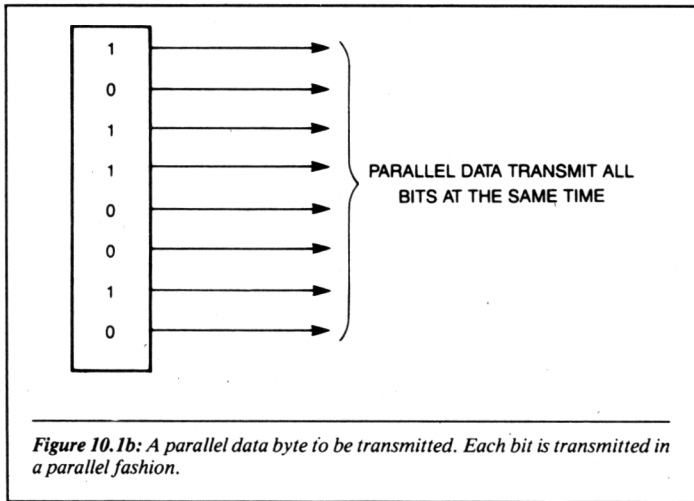 1
0
1
1
PARALLEL DATA TRANSMIT ALL
BITS AT THE SAME TIME
0
0
1
0
Figure 10.1b: A parallel data byte to be transmitted. Each bit is transmitted in
a parallel fashion.